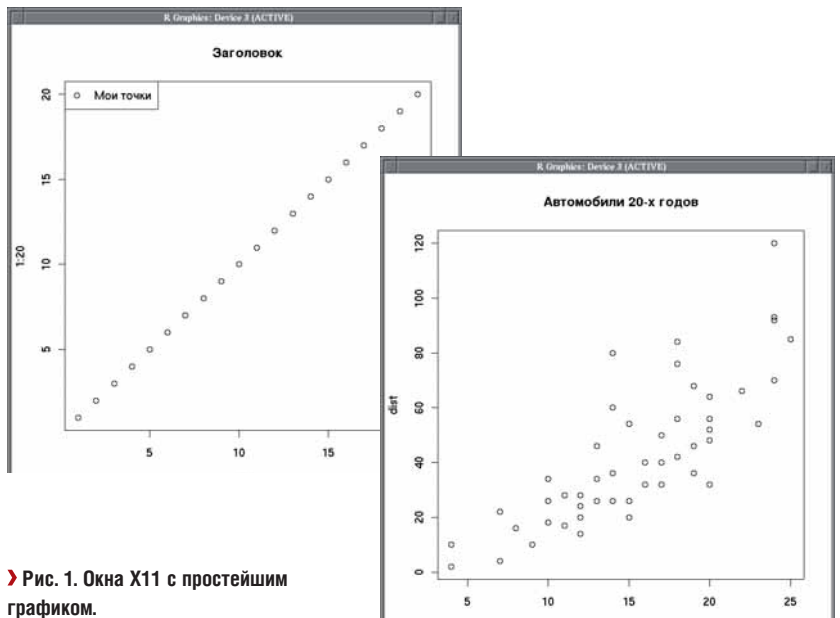 R Graphics: Device 3 (ACTIVE)
Заголовок
Мои точки
1:20
20
15
10
5
5
10
15
R Graphics: Device 3 (ACTIVE)
Автомобили 20-х годов
dist
120
100
80
60
40
20
0
5
10
15
20
25
❯ Рис. 1. Окна X11 с простейшим
графиком.